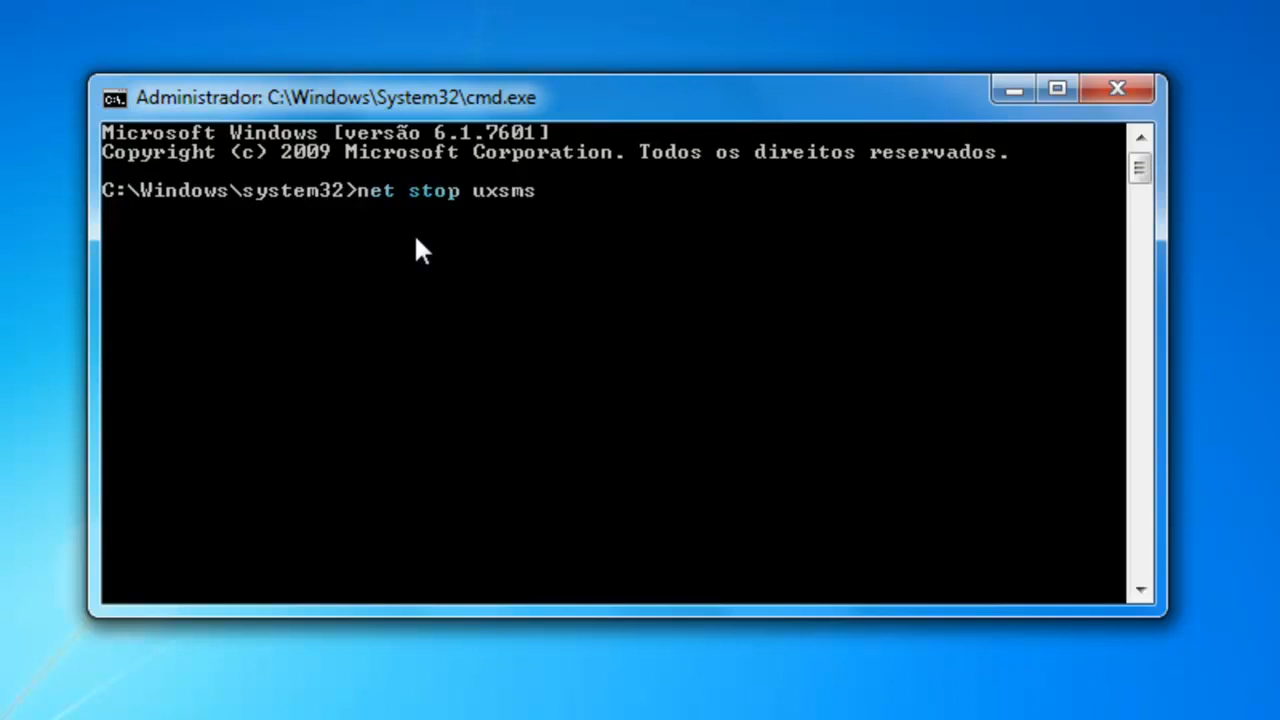 Administrador: C:\Windows\System32\cmd.exe
Microsoft Windows [versão 6.1.7601]
Copyright (c) 2009 Microsoft Corporation. Todos os direitos reservados.
C:\Windows\system32>net stop uxsms